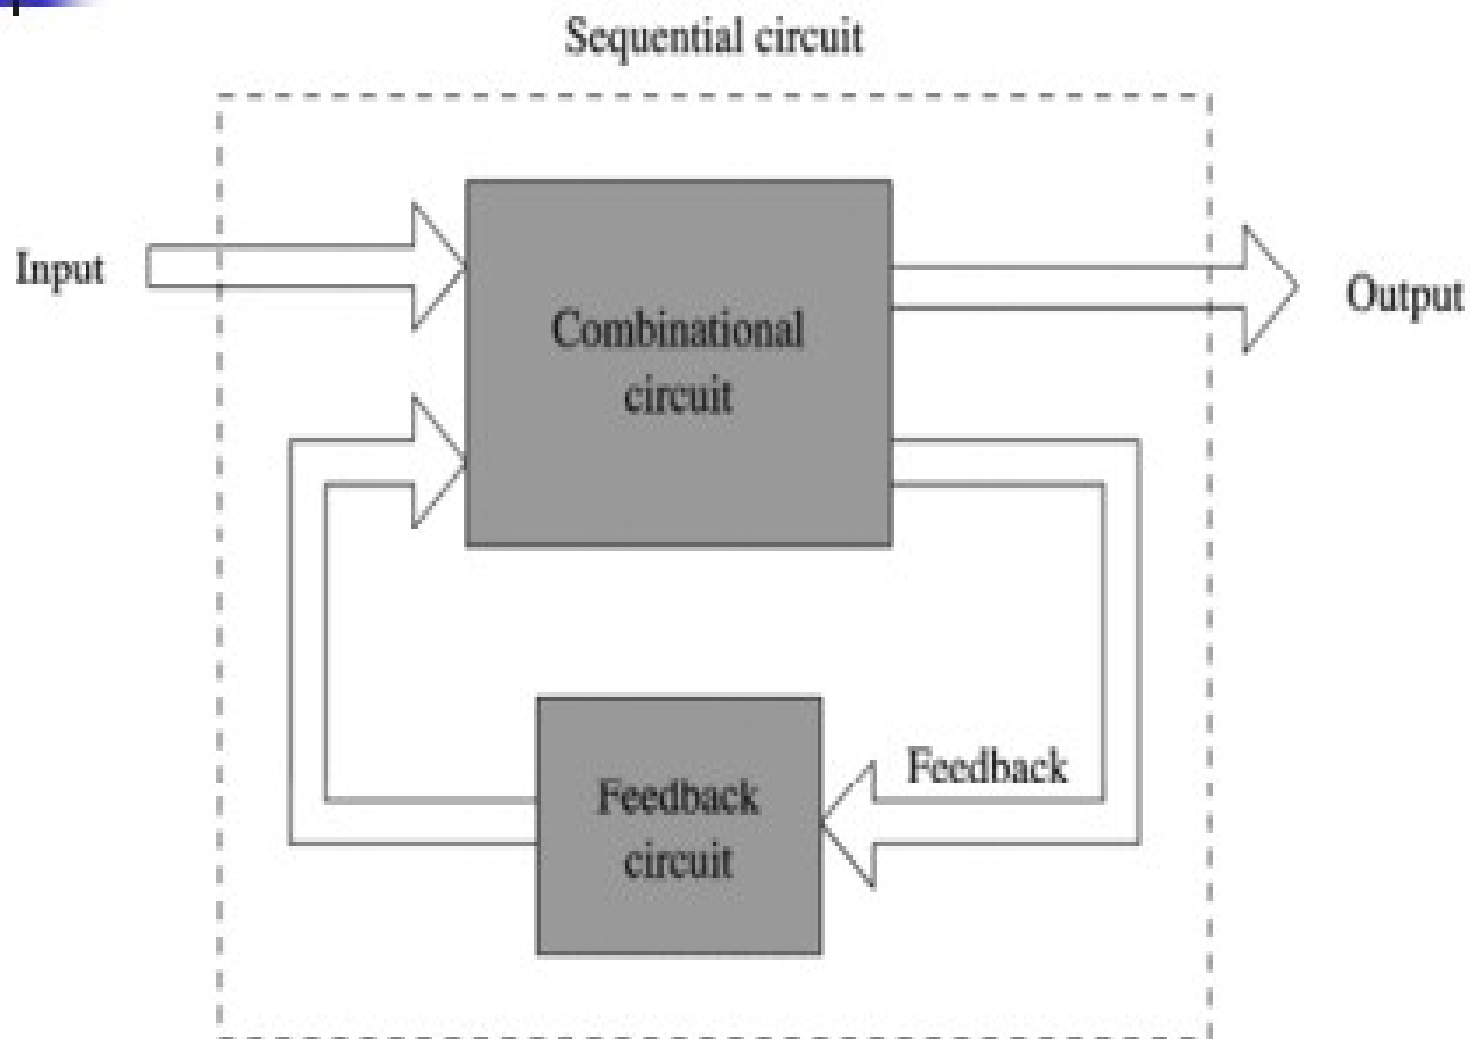 Sequential circuit
Input
Combinational
circuit
Output
Feedback
Feedback
circuit